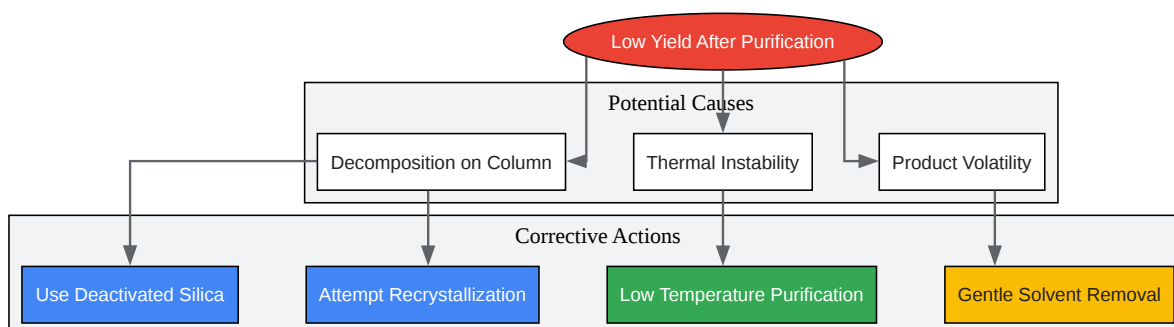 Low Yield After Purification
Potential Causes
Decomposition on Column
Thermal Instability
Product Volatility
Corrective Actions
Use Deactivated Silica
Attempt Recrystallization
Low Temperature Purification
Gentle Solvent Removal